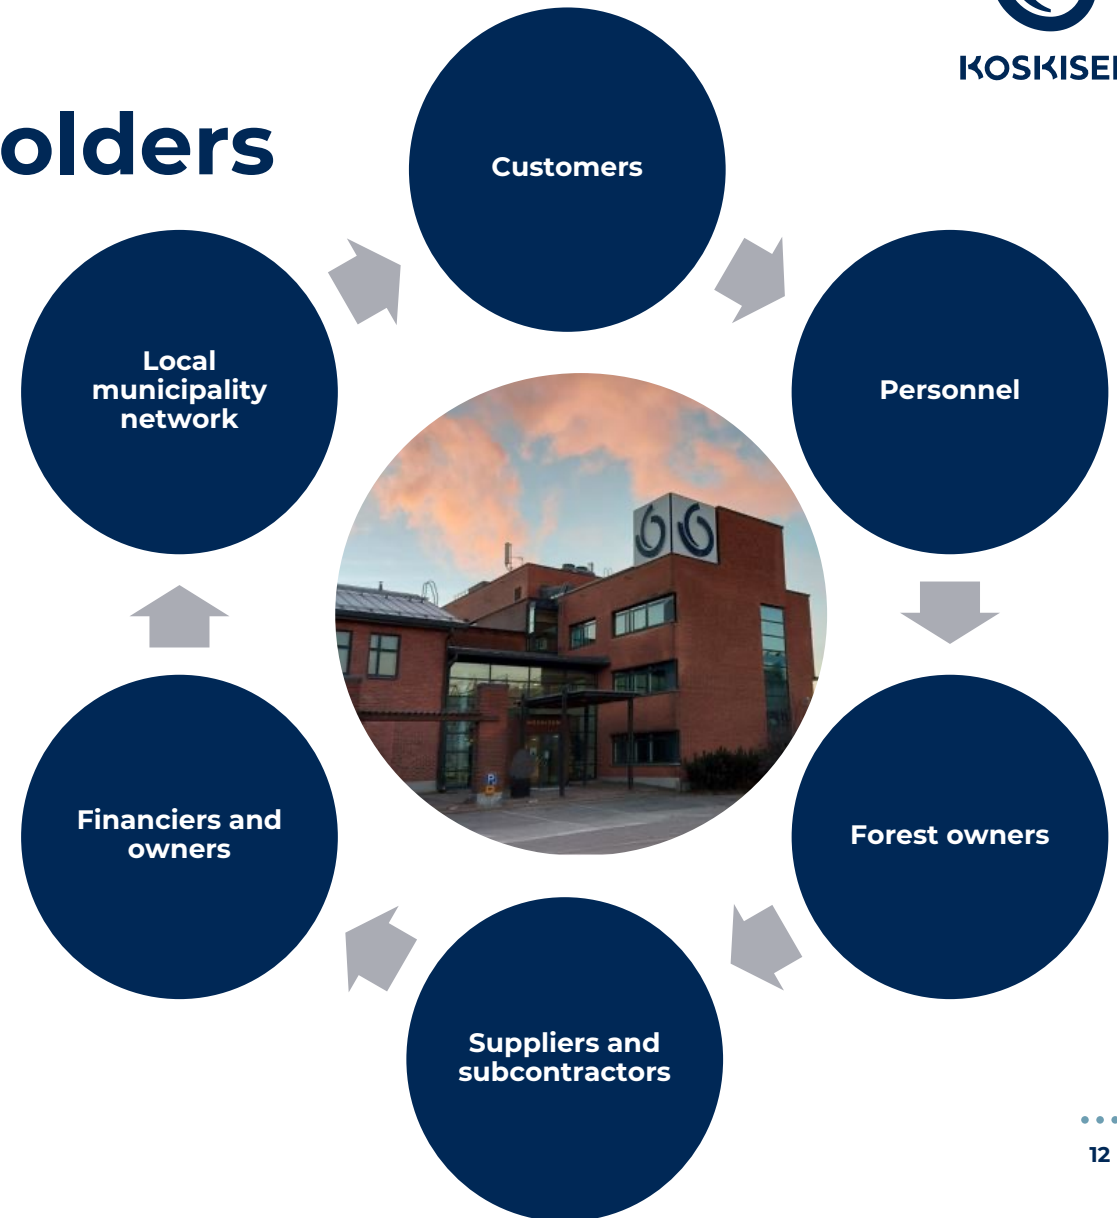 KOSKISE
olders
Customers
Local
municipality
network
Personnel
Financiers and
owners
Forest owners
Suppliers and
subcontractors
12